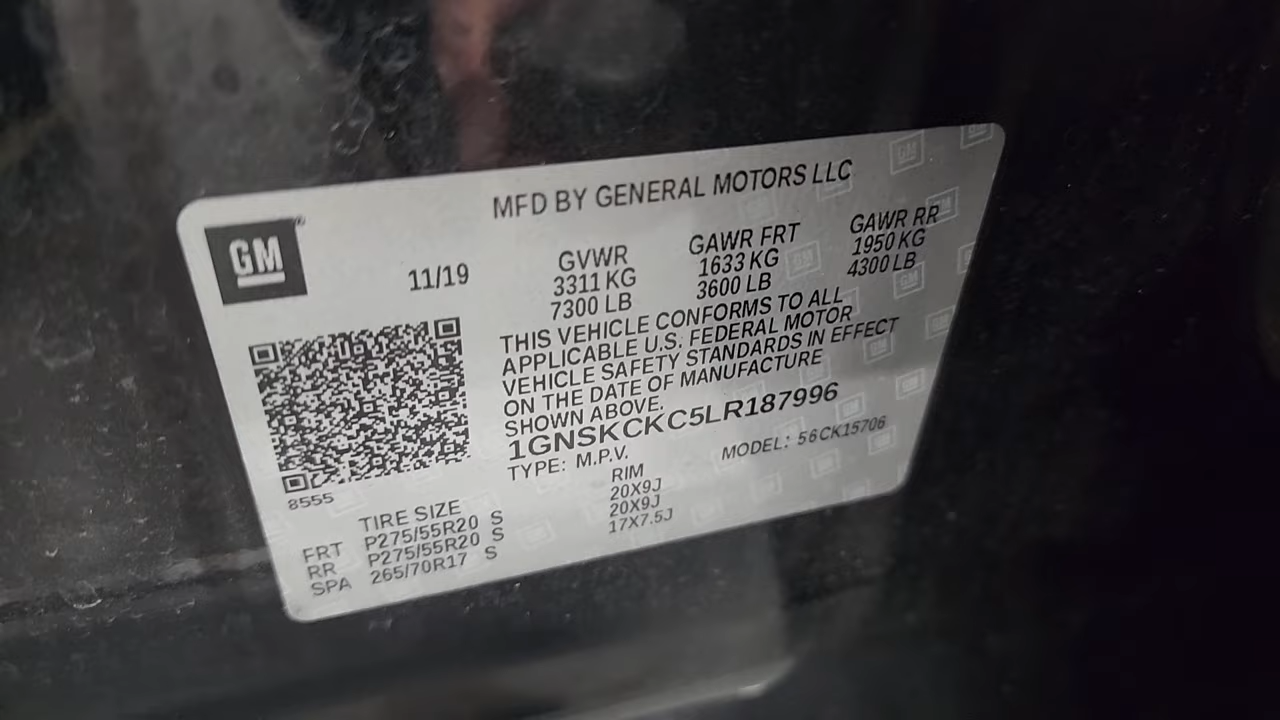 MFD BY GENERAL MOTORS LLC
GM
11/19
GVWR
3311 KG
7300 LB
GAWR FRT
1633 KG
3600 LB
GAWR RR
1950 KG
4300 LB
THIS VEHICLE CONFORMS TO ALL
APPLICABLE U.S. FEDERAL MOTOR
VEHICLE SAFETY STANDARDS IN EFFECT
ON THE DATE OF MANUFACTURE
SHOWN ABOVE.
1GNSKCKC5LR187996
TYPE: M.P.V. MODEL: 56CK15706
8555
TIRE SIZE RIM
FRT P275/55R20 S 20X9J
RR P275/55R20 S 20X9J
SPA 265/70R17 S 17X7.5J